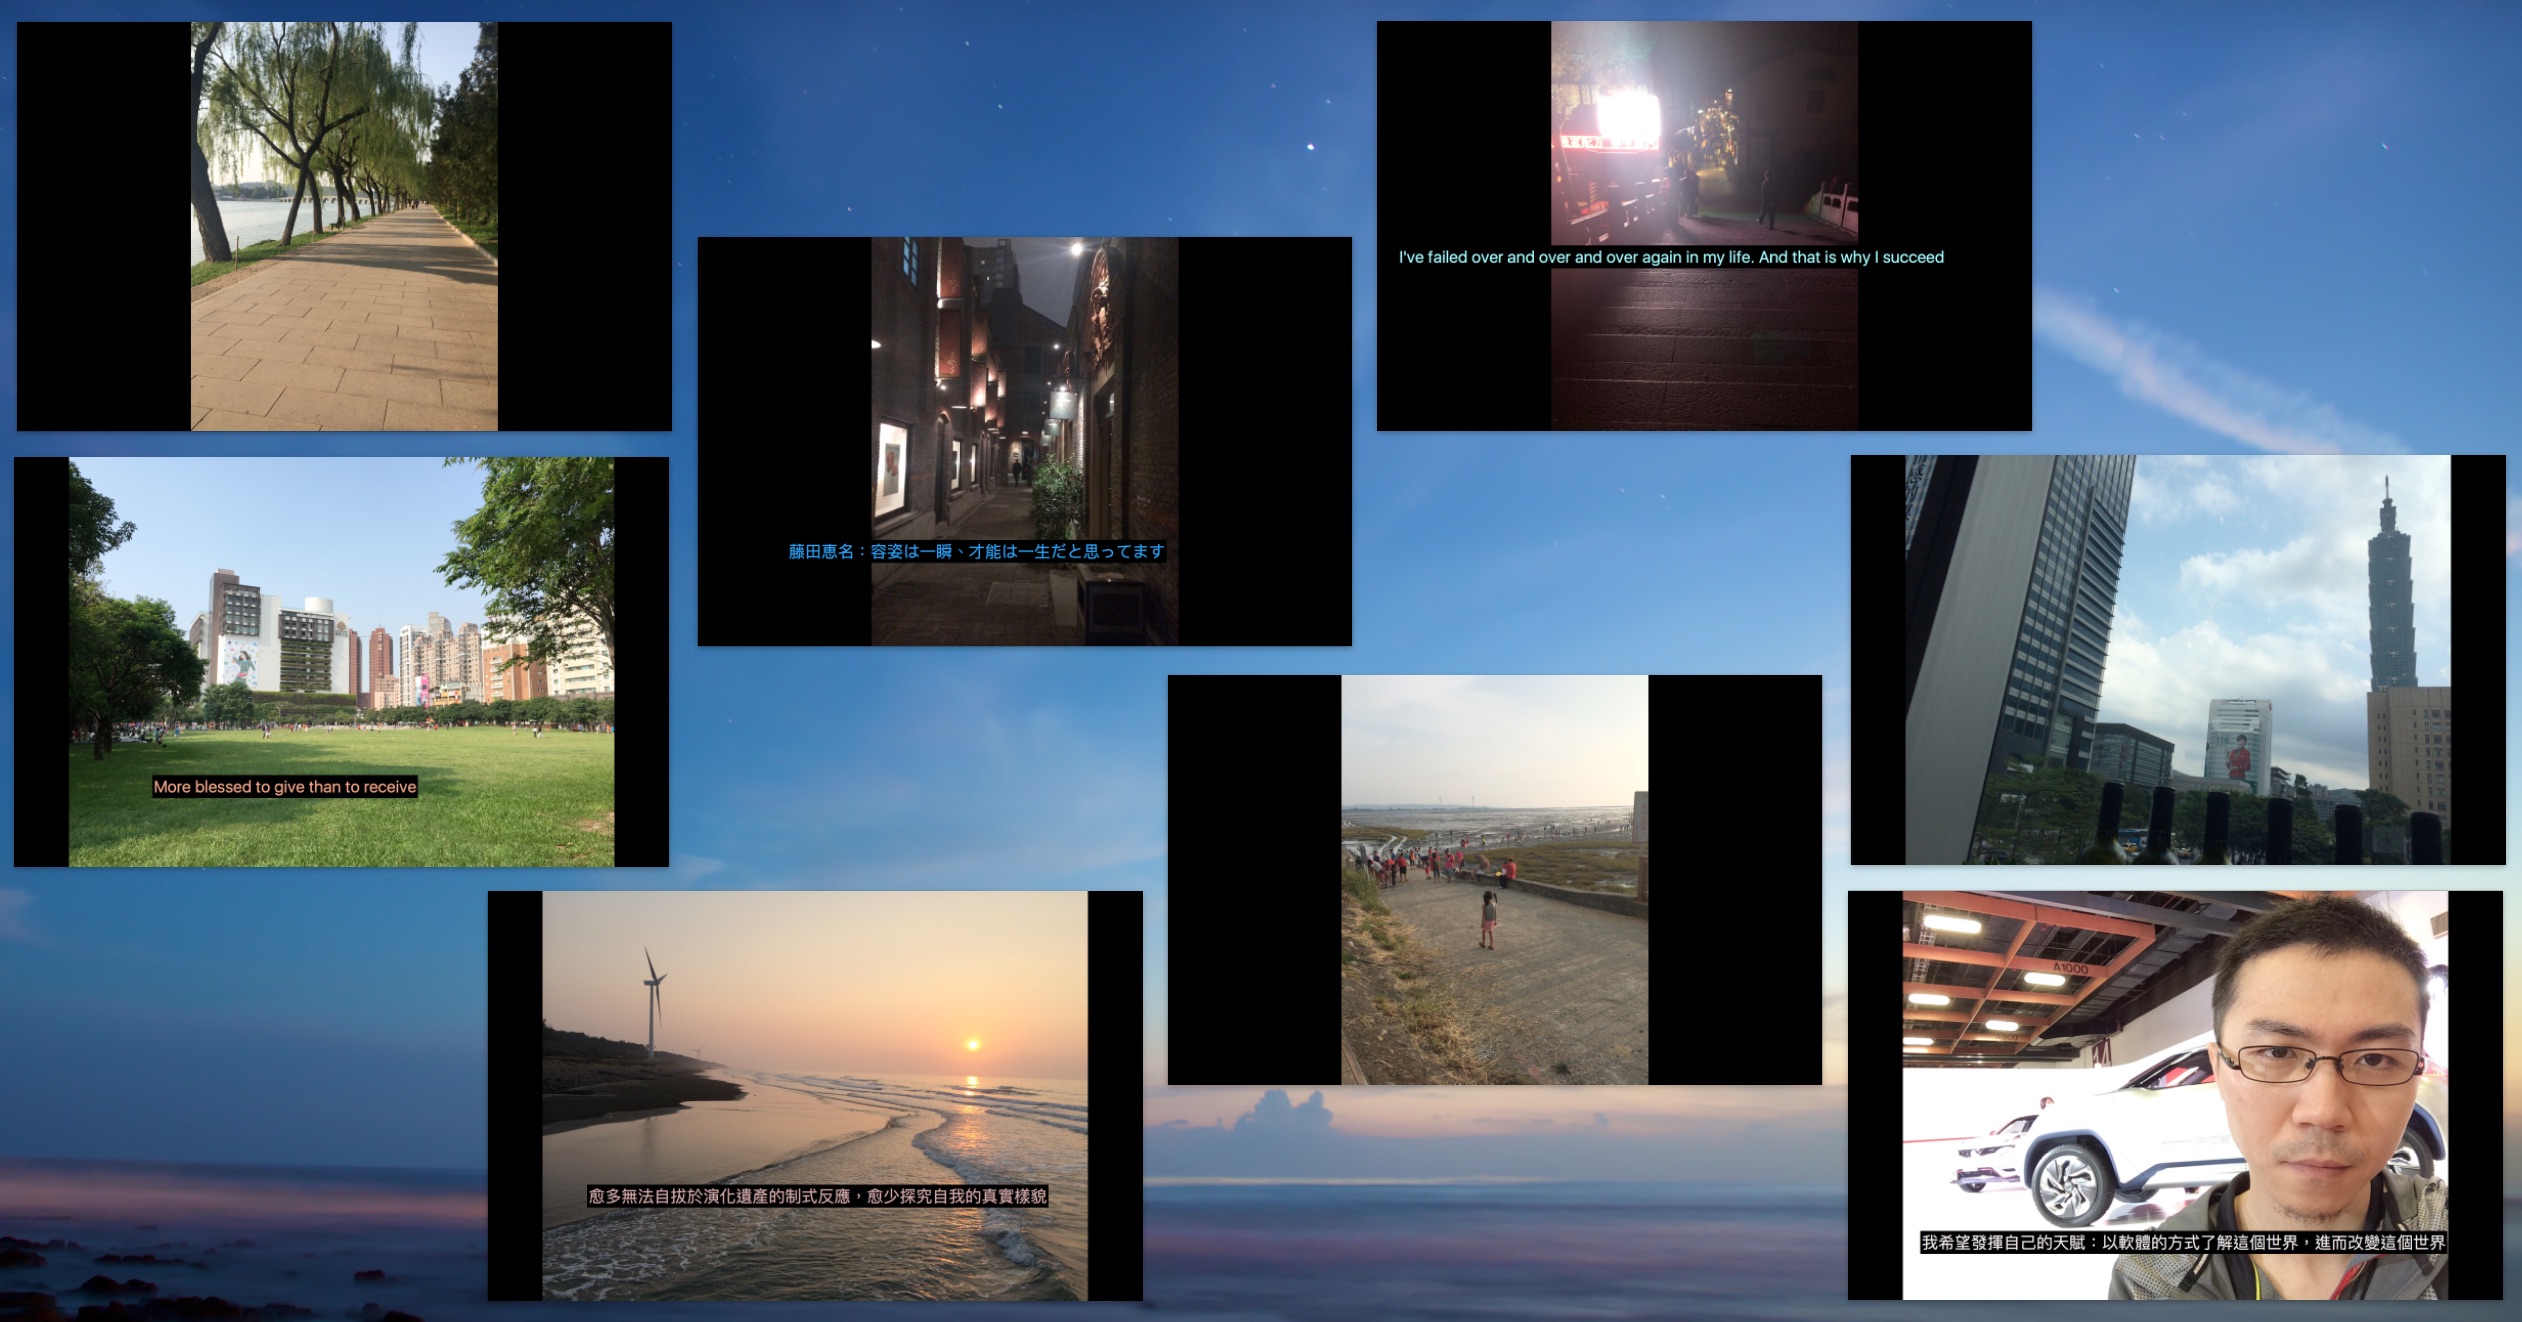 I've failed over and over and over again in my life. And that is why I succeed
藤田恵名：容姿は一瞬、才能は一生だと思ってます
More blessed to give than to receive
A1000
愈多無法自拔於演化遺產的制式反應，愈少探究自我的真實樣貌
我希望發揮自己的天賦：以軟體的方式了解這個世界，進而改變這個世界